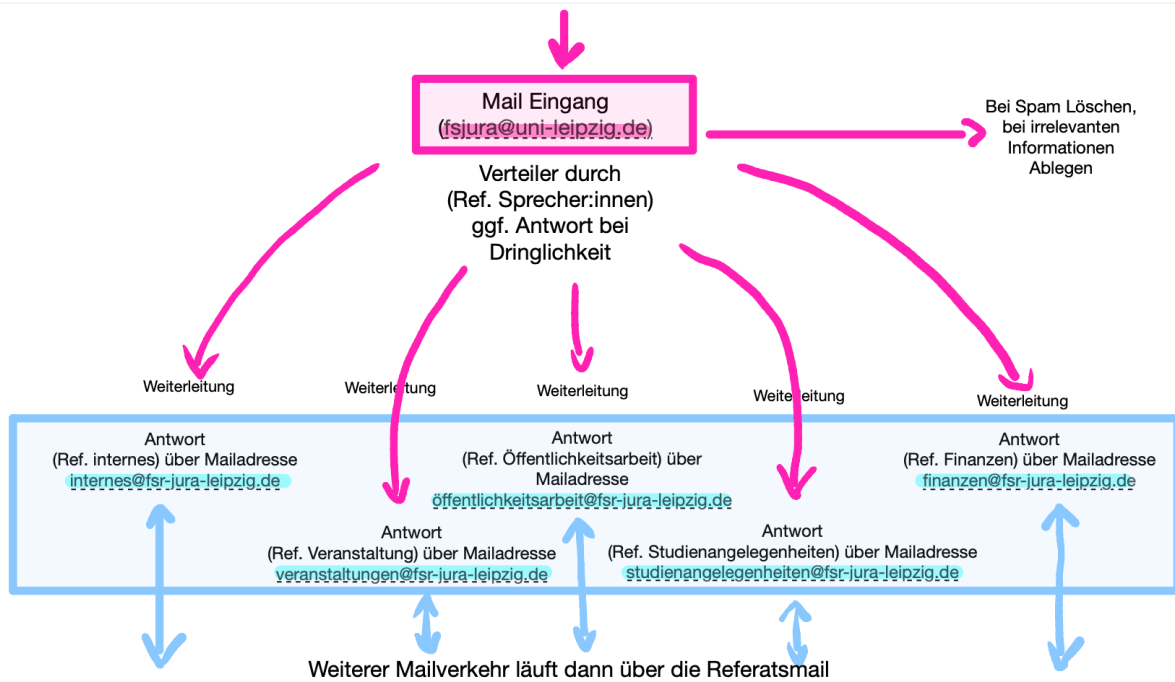 Mail Eingang
(fsjura@uni-leipzig.de)
Bei Spam Löschen,
bei irrelevanten
Informationen
Ablegen
Verteiler durch
(Ref. Sprecher:innen)
ggf. Antwort bei
Dringlichkeit
Weiterleitung
Weiterleitung
Weiterleitung
Weiterleitung
Weiterleitung
Antwort
(Ref. internes) über Mailadresse
internes@fsr-jura-leipzig.de
Antwort
(Ref. Öffentlichkeitsarbeit) über
Mailadresse
öffentlichkeitsarbeit@fsr-jura-leipzig.de
Antwort
(Ref. Finanzen) über Mailadresse
finanzen@fsr-jura-leipzig.de
Antwort
(Ref. Veranstaltung) über Mailadresse
veranstaltungen@fsr-jura-leipzig.de
Antwort
(Ref. Studienangelegenheiten) über Mailadresse
studienangelegenheiten@fsr-jura-leipzig.de
Weiterer Mailverkehr läuft dann über die Referatsmail